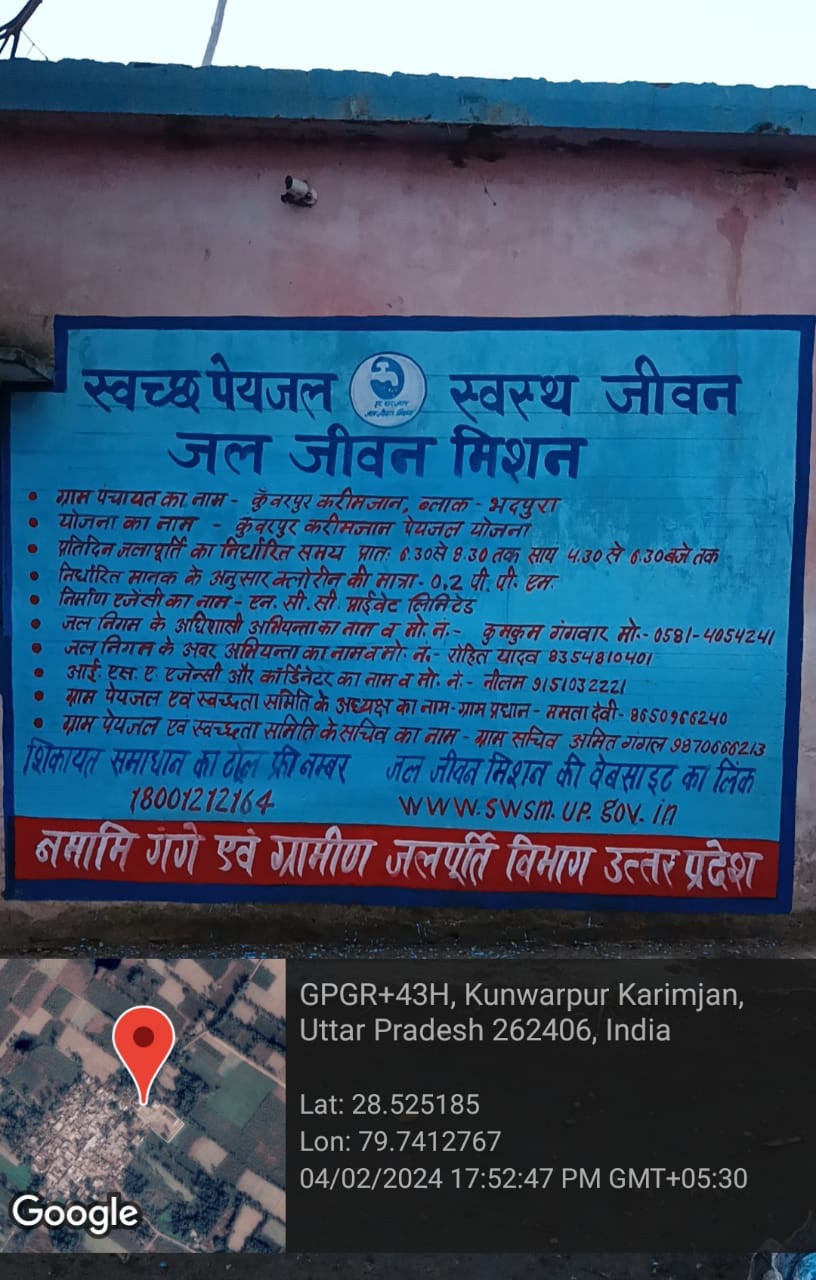 स्वच्छ पेयजल स्वस्थ जीवन
जल जीवन मिशन
• ग्राम पंचायत का नाम - कुँवरपुर करीमजान, ब्लाक - भदपुरा
• योजना का नाम - कुंवरपुर करीमजान पेयजल योजना
• प्रतिदिन जलापूर्ति का निर्धारित समय प्रातः 6.30 से 8.30 तक सायं 4.30 से 6.30 बजे तक
• निर्धारित मानक के अनुसार क्लोरीन की मात्रा - 0.2 पी. पी. एम.
• निर्माण एजेंसी का नाम - एन. सी. सी. प्राईवेट लिमिटेड
• जल निगम के अधिशासी अभियन्ता का नाम व मो. नं. - कुमकुम गंगवार मो.- 0581-4054241
• जल निगम के अवर अभियन्ता का नाम व मो. नं. - रोहित यादव 8354810401
• आई. एस. ए. एजेन्सी और कॉर्डिनेटर का नाम व मो. नं. - नीलम 9151032221
• ग्राम पेयजल एवं स्वच्छता समिति के अध्यक्ष का नाम - ग्राम प्रधान - ममता देवी - 8650966240
• ग्राम पेयजल एवं स्वच्छता समिति के सचिव का नाम - ग्राम सचिव अमित गंगल 9870666213
शिकायत समाधान का टोल फ्री नम्बर जल जीवन मिशन की वेबसाइट का लिंक
18001212164 www.swsm.up.gov.in
नमामि गंगे एवं ग्रामीण जलपूर्ति विभाग उत्तर प्रदेश
GPGR+43H, Kunwarpur Karimjan,
Uttar Pradesh 262406, India
Lat: 28.525185
Lon: 79.7412767
04/02/2024 17:52:47 PM GMT+05:30
Google